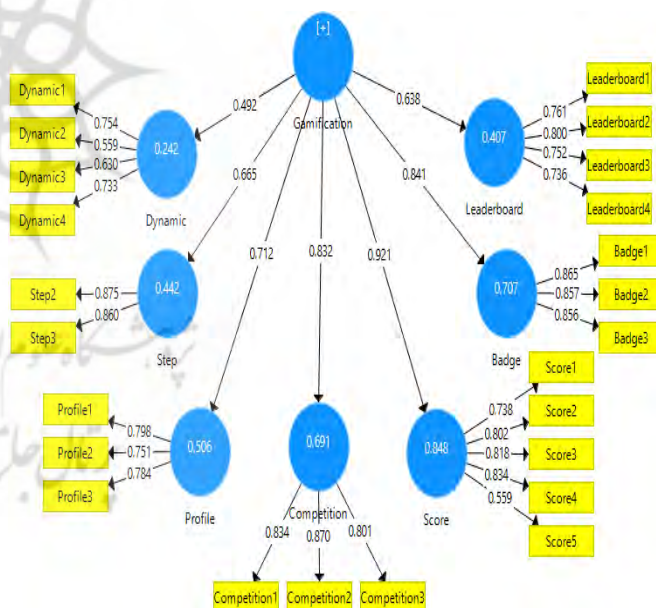 [+]
Gamification
0.492
0.665
0.712
0.832
0.921
0.841
0.638
Dynamic1
Dynamic2
Dynamic3
Dynamic4
0.754
0.559
0.630
0.733
0.242
Dynamic
Step2
Step3
0.875
0.860
0.442
Step
Profile1
Profile2
Profile3
0.798
0.751
0.784
0.506
Profile
0.691
Competition
0.834
0.870
0.801
Competition1
Competition2
Competition3
0.848
Score
0.738
0.802
0.818
0.834
0.559
Score1
Score2
Score3
Score4
Score5
0.707
Badge
0.865
0.857
0.856
Badge1
Badge2
Badge3
0.407
Leaderboard
0.761
0.800
0.752
0.736
Leaderboard1
Leaderboard2
Leaderboard3
Leaderboard4